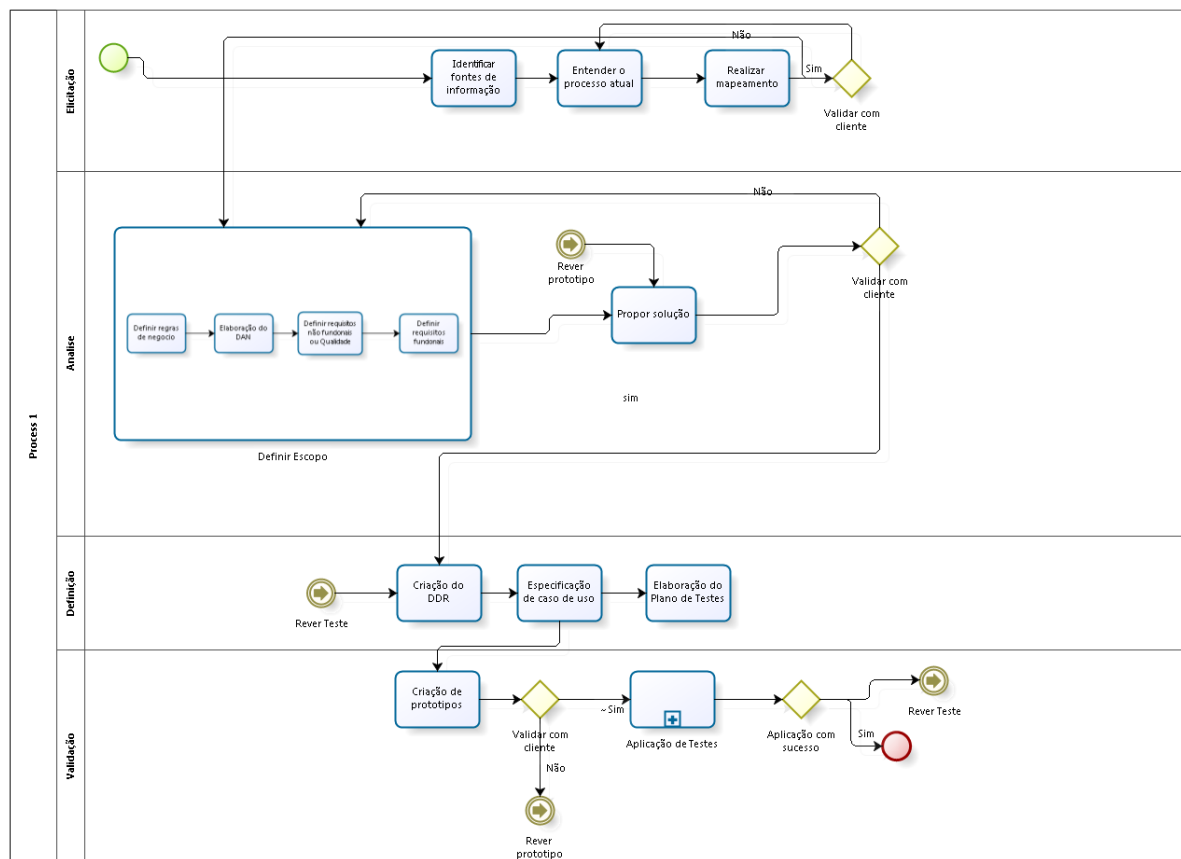 Process 1
Elicitação
Identificar
fontes de
informação
Entender o
processo atual
Realizar
mapeamento
Não
Sim
Validar com
cliente
Analise
Não
Rever
prototipo
Propor solução
Validar com
cliente
Definir regras
de negocio
Elaboração do
DAN
Definir requisitos
não funcionais
ou Qualidade
Definir
requisitos
funcionais
sim
Definir Escopo
Definição
Rever Teste
Criação do
DDR
Especificação
de caso de uso
Elaboração do
Plano de Testes
Validação
Criação de
prototipos
Validar com
cliente
~Sim
Não
Rever
prototipo
Aplicação de Testes
Aplicação com
sucesso
Sim
Rever Teste